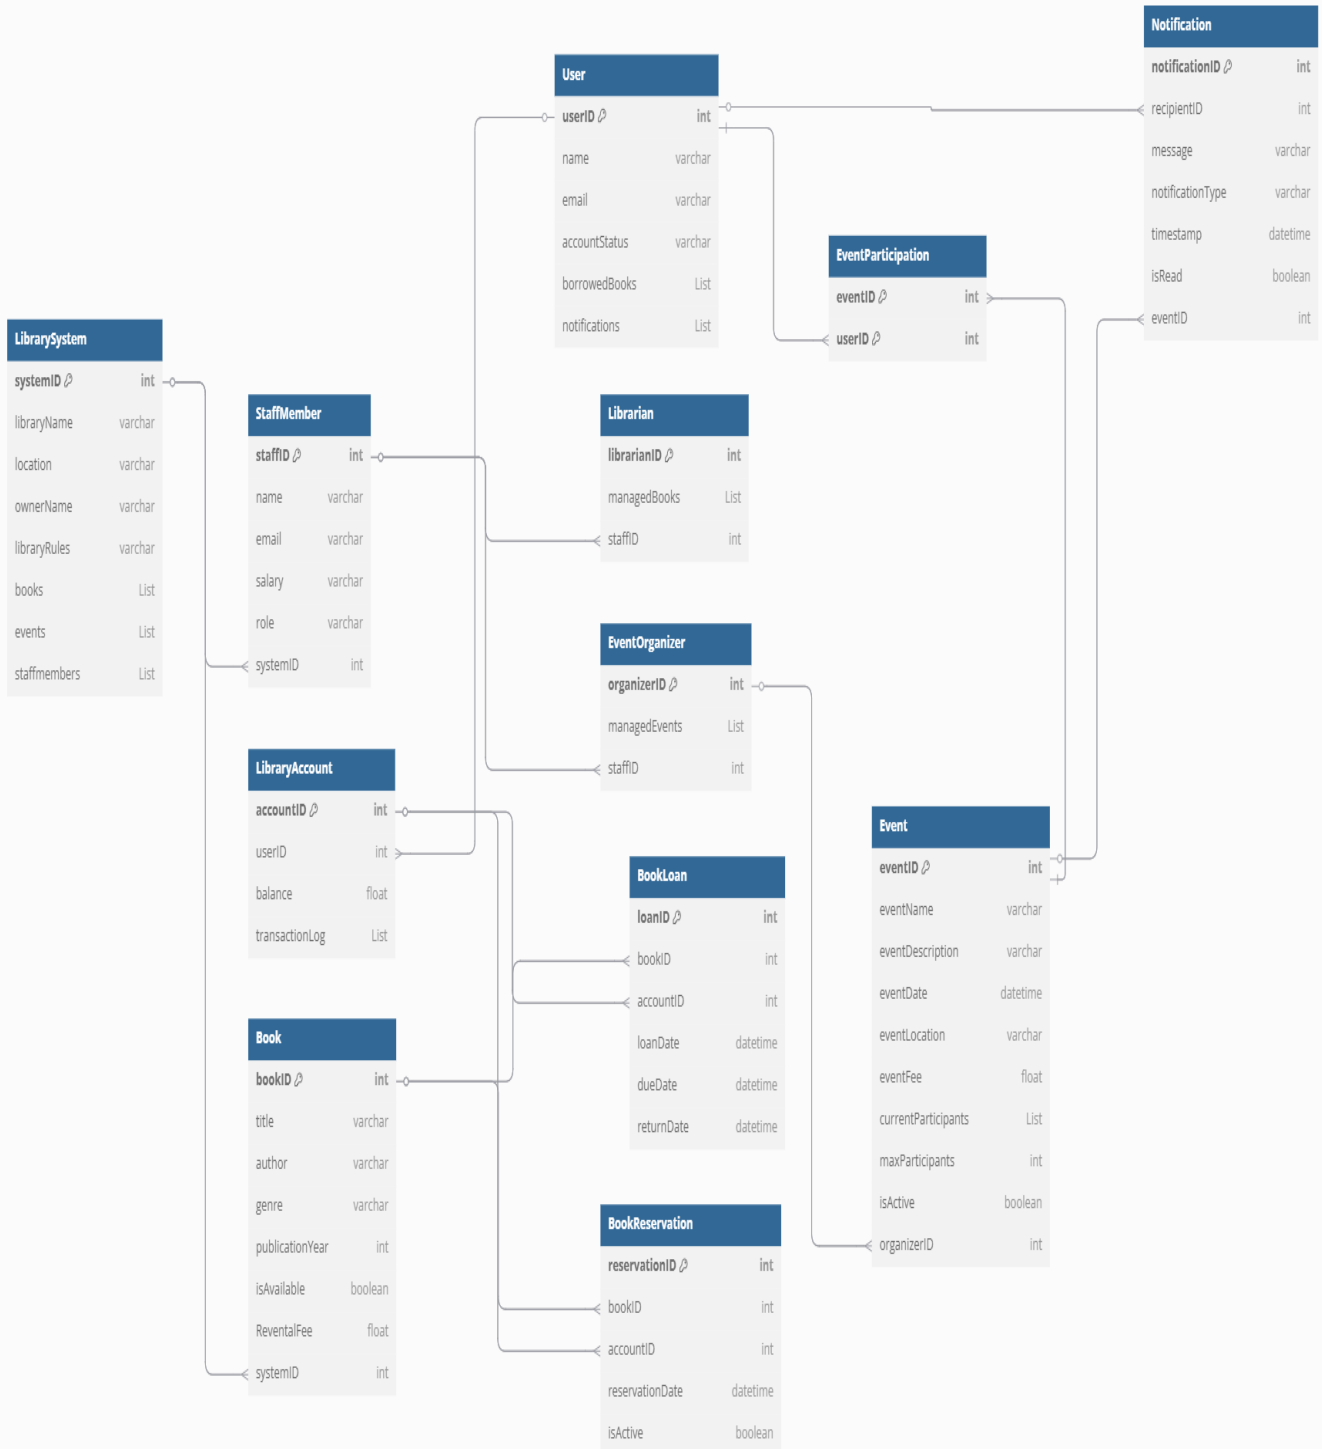 Notification
notificationID int
recipientID int
message varchar
notificationType varchar
timestamp datetime
isRead boolean
eventID int
User
userID int
name varchar
email varchar
accountStatus varchar
borrowedBooks List
notifications List
EventParticipation
eventID int
userID int
LibrarySystem
systemID int
libraryName varchar
location varchar
ownerName varchar
libraryRules varchar
books List
events List
staffmembers List
StaffMember
staffID int
name varchar
email varchar
salary varchar
role varchar
systemID int
Librarian
librarianID int
managedBooks List
staffID int
EventOrganizer
organizerID int
managedEvents List
staffID int
LibraryAccount
accountID int
userID int
balance float
transactionLog List
Event
eventID int
eventName varchar
eventDescription varchar
eventDate datetime
eventLocation varchar
eventFee float
currentParticipants List
maxParticipants int
isActive boolean
organizerID int
BookLoan
loanID int
bookID int
accountID int
loanDate datetime
dueDate datetime
returnDate datetime
Book
bookID int
title varchar
author varchar
genre varchar
publicationYear int
isAvailable boolean
ReventalFee float
systemID int
BookReservation
reservationID int
bookID int
accountID int
reservationDate datetime
isActive boolean